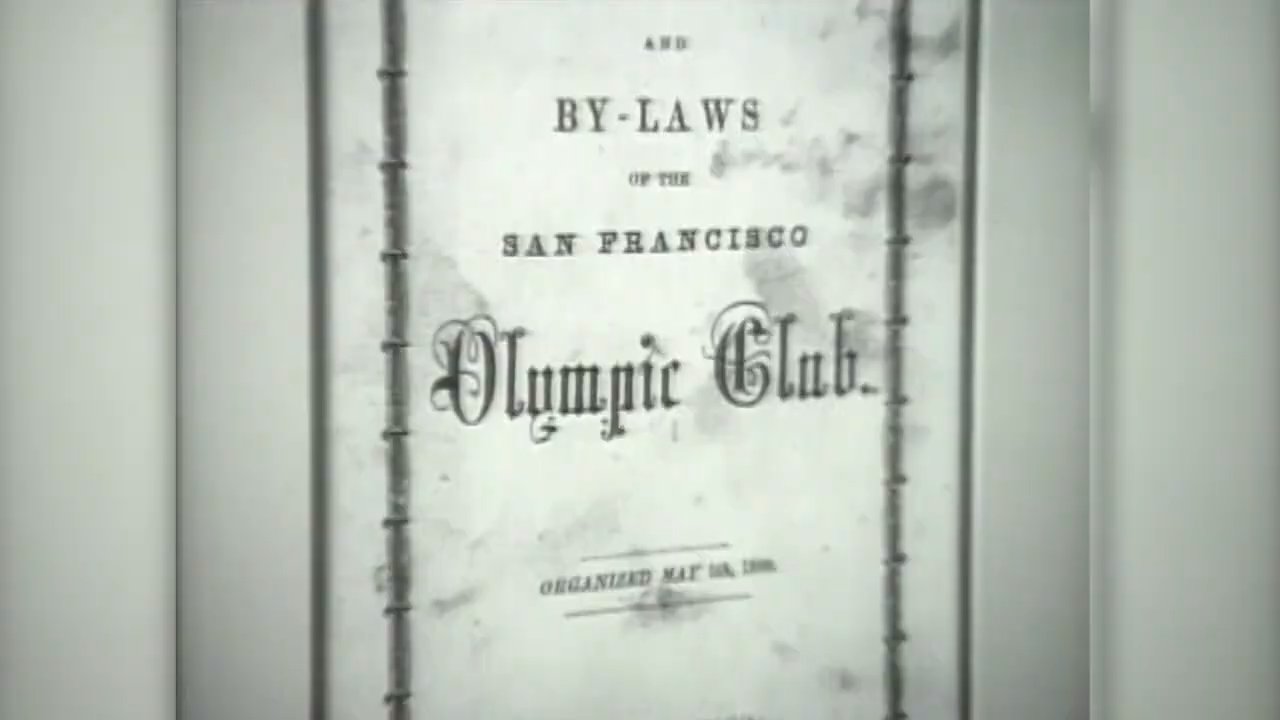 AND
BY-LAWS
OF THE
SAN FRANCISCO
Olympic Club.
ORGANIZED MAY